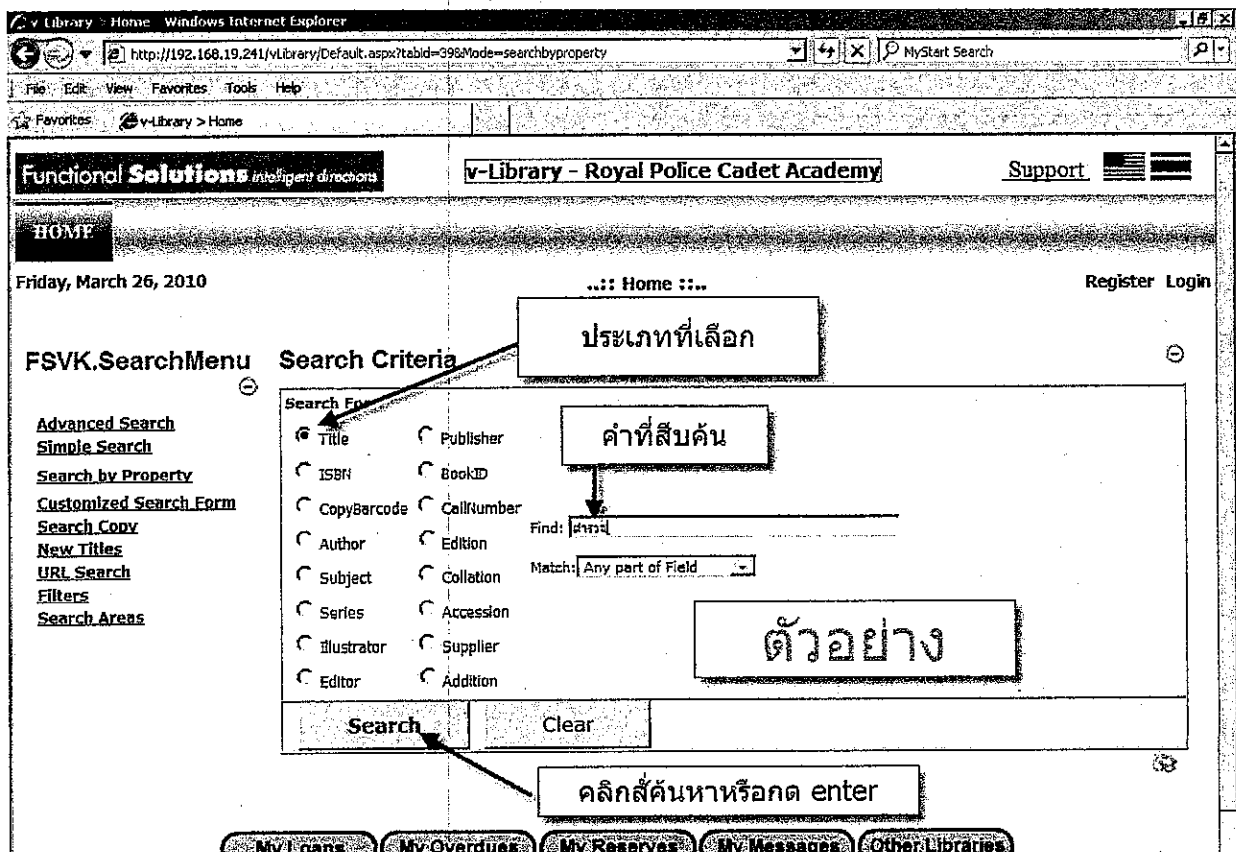 v-Library > Home - Windows Internet Explorer
http://192.168.19.241/vLibrary/Default.aspx?tabid=39&Mode=searchbyproperty
MyStart Search
File Edit View Favorites Tools Help
Favorites v-Library > Home
Functional Solutions intelligent directions
v-Library - Royal Police Cadet Academy
Support
HOME
Friday, March 26, 2010
..:: Home ::..
Register Login
ประเภทที่เลือก
FSVK.SearchMenu
Search Criteria
Search For
Advanced Search
Simple Search
Search by Property
Customized Search Form
Search Copy
New Titles
URL Search
Filters
Search Areas
Title Publisher
ISBN BookID
CopyBarcode CallNumber
Author Edition
Subject Collation
Series Accession
Illustrator Supplier
Editor Addition
คำที่สืบค้น
Find:
Match: Any part of Field
ตัวอย่าง
Search Clear
คลิกสี่ค้นหาหรือกด enter
My Loans My Overdues My Reserves My Messages Other Libraries